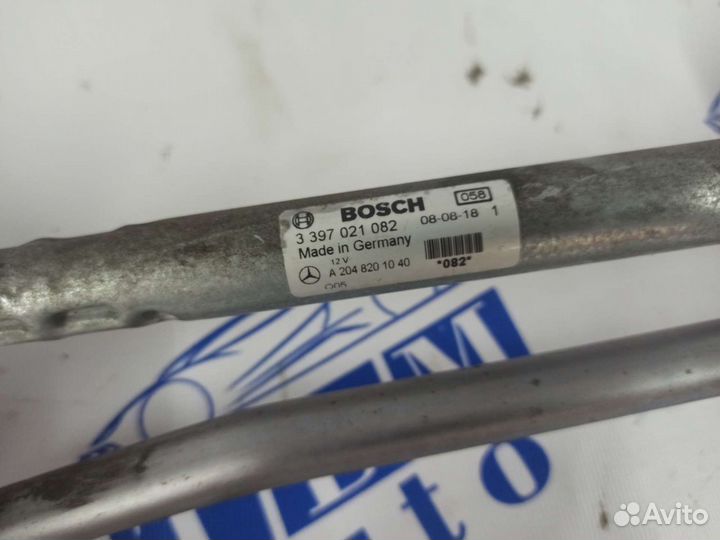 BOSCH
058
3 397 021 082
08-08-18 1
Made in Germany
12 V
A 204 820 10 40
*082*
Avito